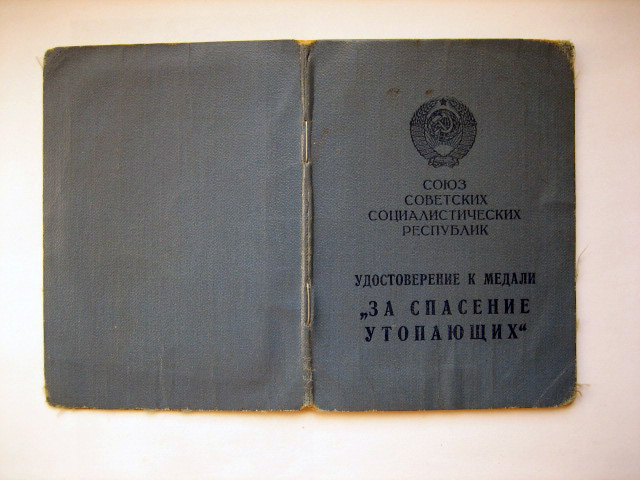 СОЮЗ
СОВЕТСКИХ
СОЦИАЛИСТИЧЕСКИХ
РЕСПУБЛИК
УДОСТОВЕРЕНИЕ К МЕДАЛИ
„ЗА СПАСЕНИЕ
УТОПАЮЩИХ“